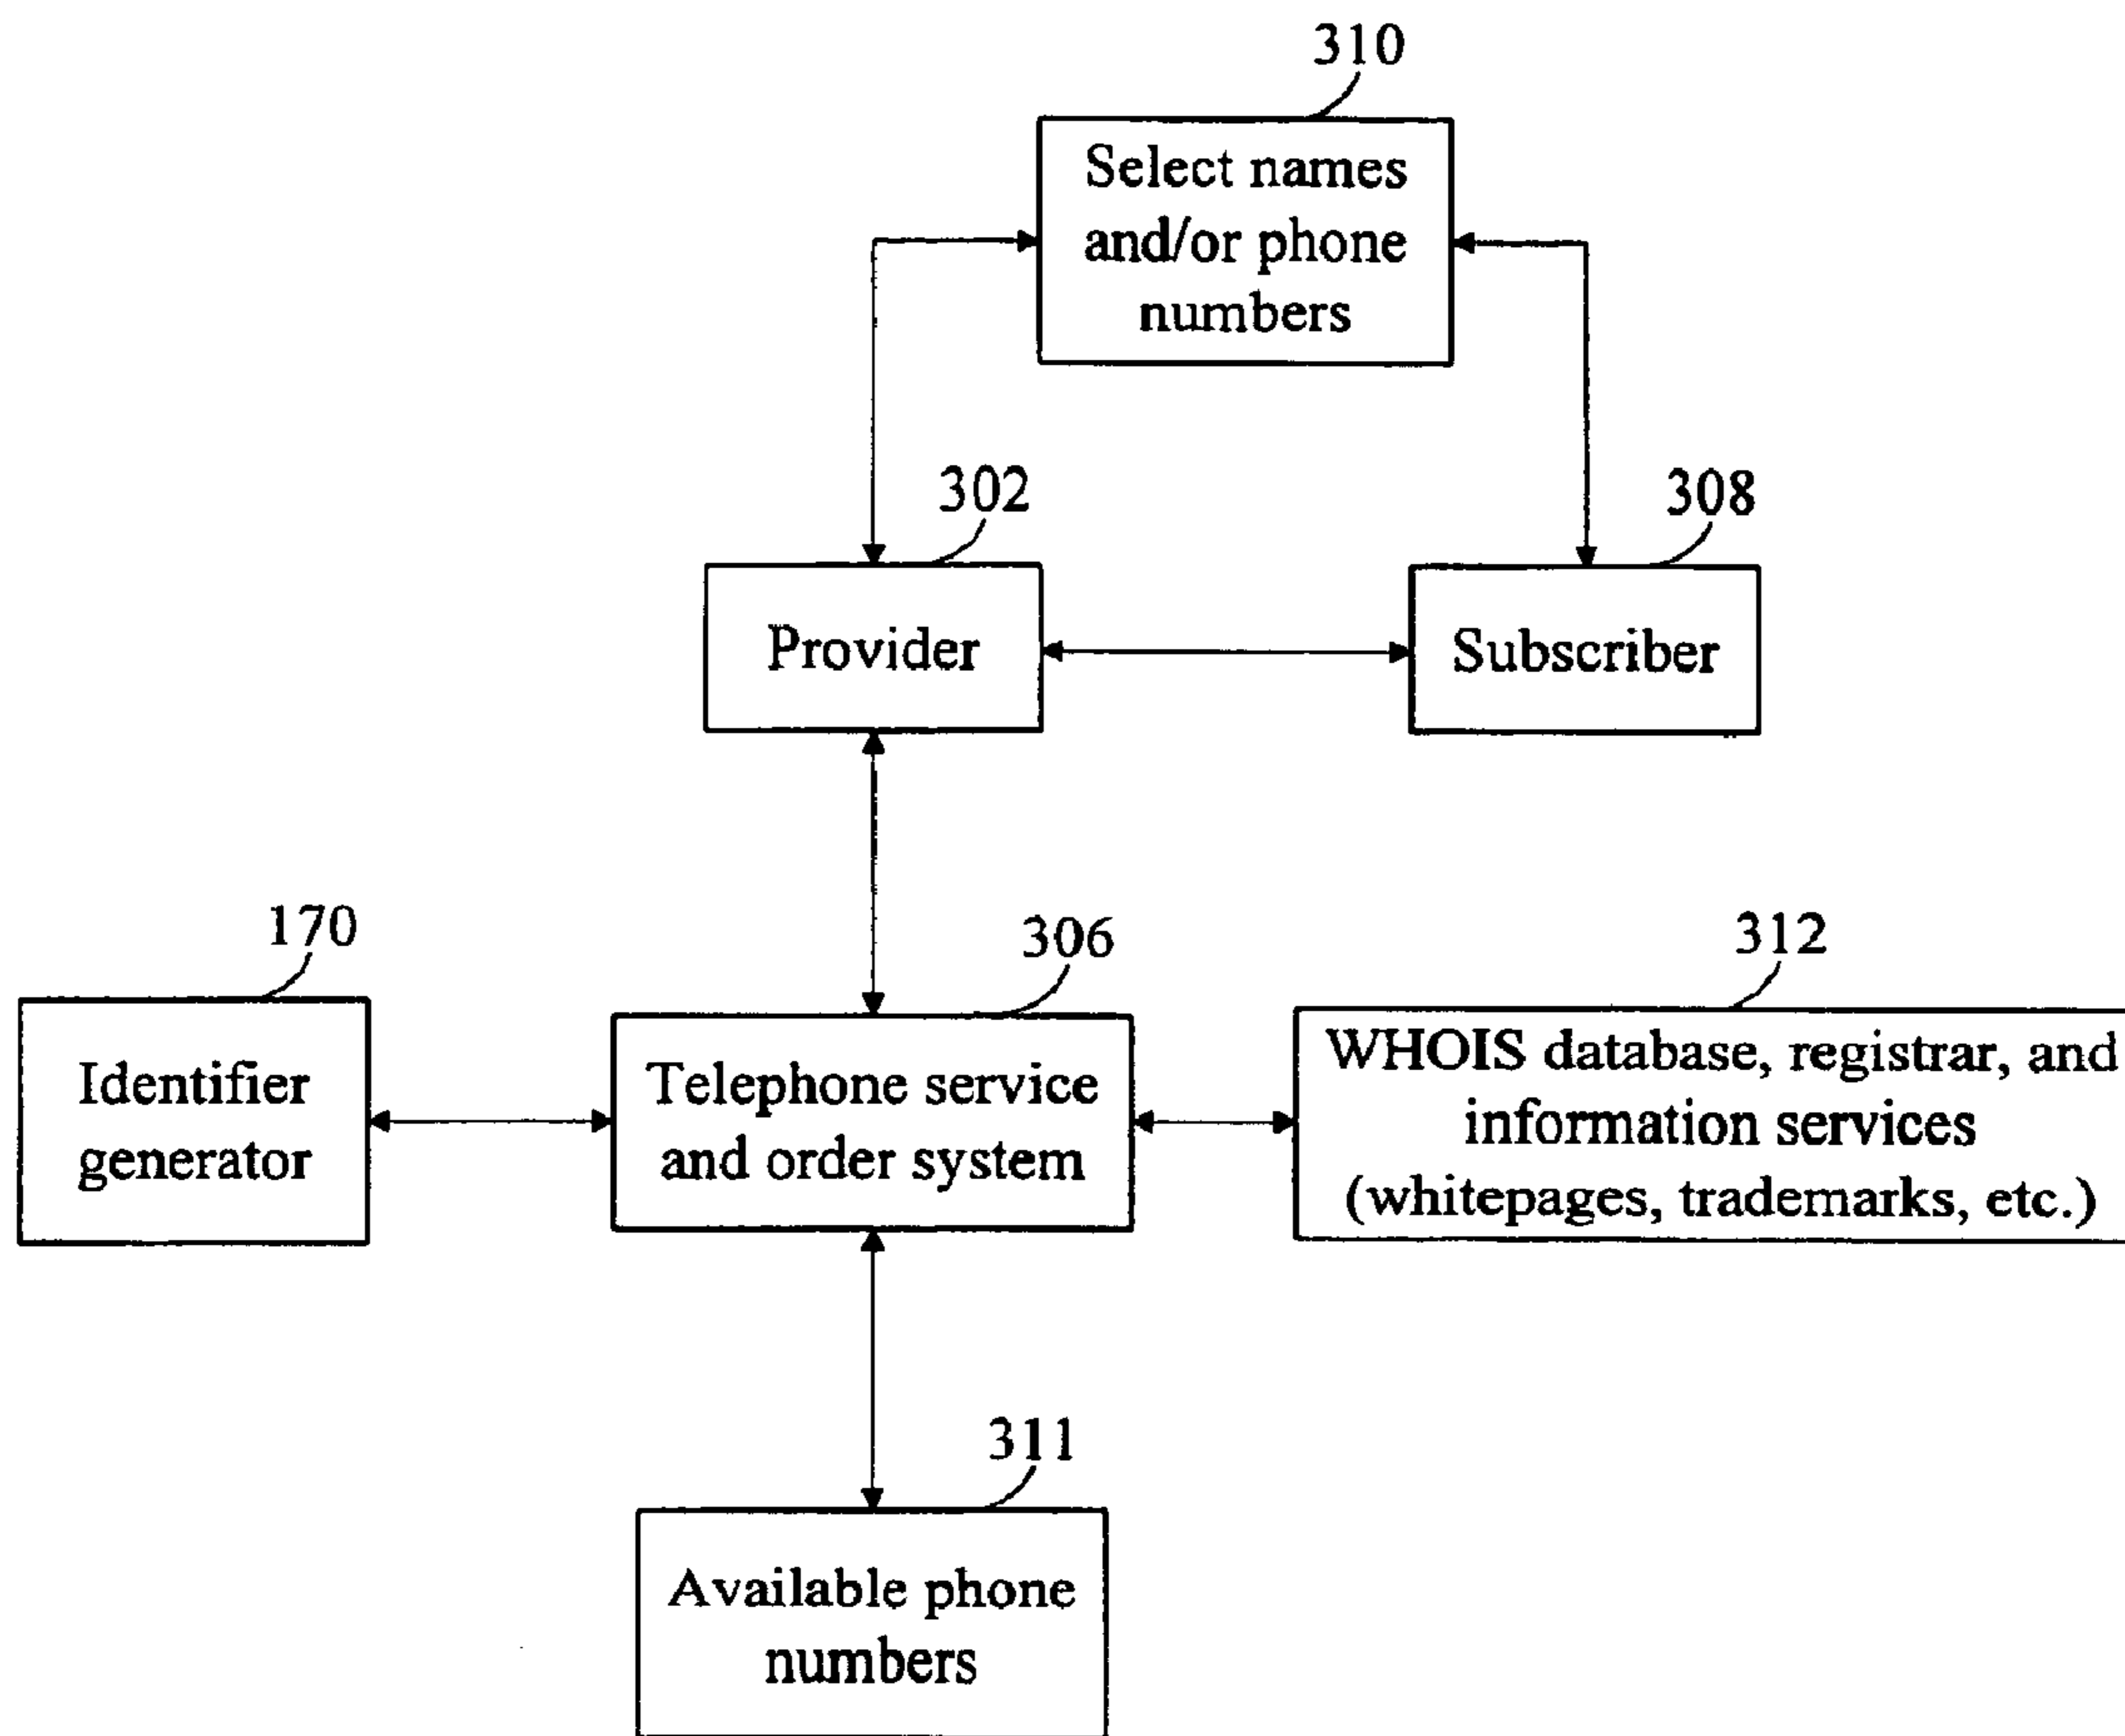 310
Select names
and/or phone
numbers
302
308
Provider
Subscriber
170
306
312
Identifier
generator
Telephone service
and order system
WHOIS database, registrar, and
information services
(whitepages, trademarks, etc.)
311
Available phone
numbers